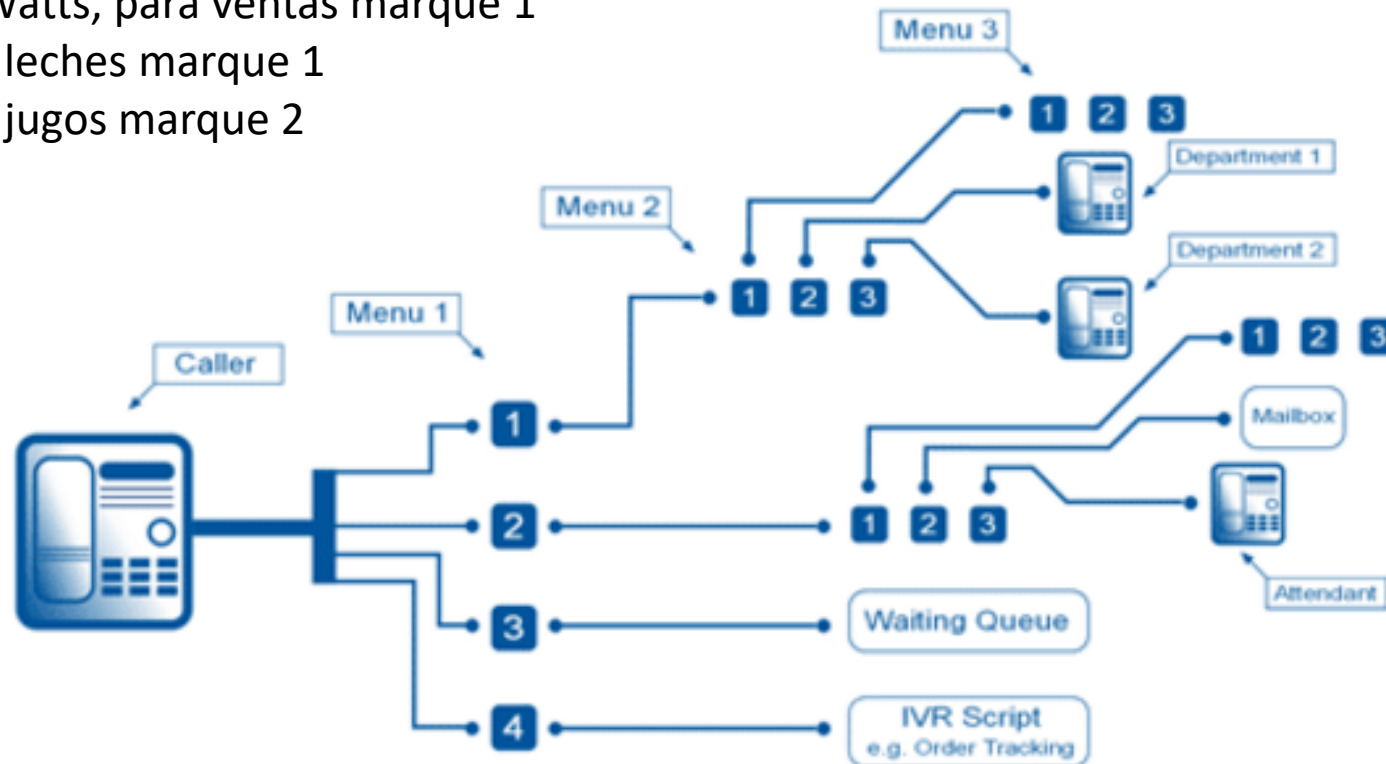 Watts, para ventas marque 1
leches marque 1
jugos marque 2
Menu 3
1 2 3
Department 1
Menu 2
Department 2
1 2 3
Menu 1
1 2 3
Caller
1
Mailbox
2
1 2 3
Attendant
3
Waiting Queue
4
IVR Script
e.g. Order Tracking